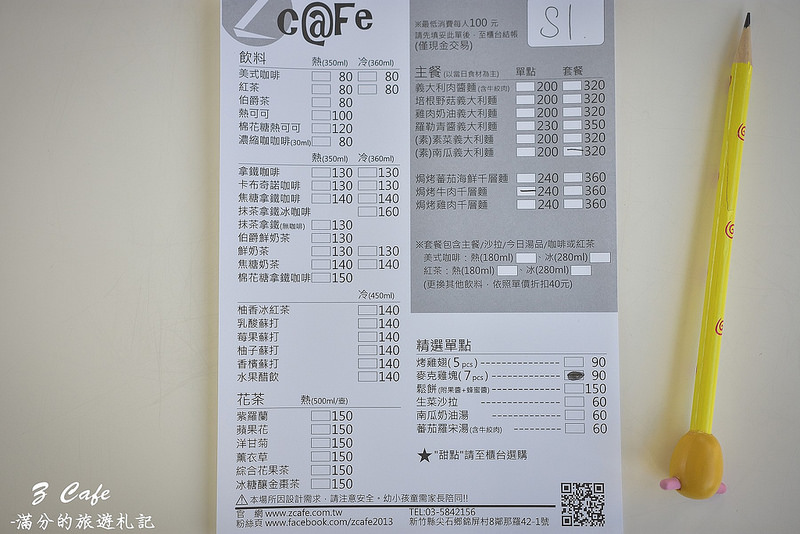 Z c@Fe
飲料 熱(350ml) 冷(360ml)
美式咖啡 80 80
紅茶 80 80
伯爵茶 80
熱可可 100
棉花糖熱可可 120
濃縮咖啡(30ml) 80
熱(350ml) 冷(360ml)
拿鐵咖啡 130 130
卡布奇諾咖啡 130 130
焦糖拿鐵咖啡 140 140
抹茶拿鐵冰咖啡 160
抹茶拿鐵(無咖啡) 130
伯爵鮮奶茶 130
鮮奶茶 130 130
焦糖奶茶 140 140
棉花糖拿鐵咖啡 150
冷(450ml)
柚香冰紅茶 140
乳酸蘇打 140
莓果蘇打 140
柚子蘇打 140
香檳蘇打 140
水果醋飲 140
花茶 熱(500ml/壺)
紫羅蘭 150
蘋果花 150
洋甘菊 150
薰衣草 150
綜合花果茶 150
冰糖釀金棗茶 150
※最低消費每人100 元
請先填妥此單後，至櫃台結帳
(僅現金交易)
S1.
主餐 (以當日食材為主) 單點 套餐
義大利肉醬麵(含牛絞肉) 200 320
培根野菇義大利麵 200 320
雞肉奶油義大利麵 200 320
羅勒青醬義大利麵 230 350
(素)素菜義大利麵 200 320
(素)南瓜義大利麵 200 320
焗烤蕃茄海鮮千層麵 240 360
焗烤牛肉千層麵 240 360
焗烤雞肉千層麵 240 360
※套餐包含主餐/沙拉/今日湯品/咖啡或紅茶
美式咖啡：熱(180ml) 、冰(280ml)
紅茶：熱(180ml) 、冰(280ml)
(更換其他飲料，依照單價折扣40元)
精選單點
烤雞翅(5pcs) 90
麥克雞塊(7pcs) 90
鬆餅(附果醬+蜂蜜醬) 150
生菜沙拉 60
南瓜奶油湯 60
蕃茄羅宋湯(含牛絞肉) 60
★"甜點"請至櫃台選購
⚠本場所因設計需求，請注意安全。幼小孩童需家長陪同!!
官 網 www.zcafe.com.tw TEL:03-5842156
粉絲頁 www.facebook.com/zcafe2013 新竹縣尖石鄉錦屏村8鄰那羅42-1號
Z Cafe
-滿分的旅遊札記